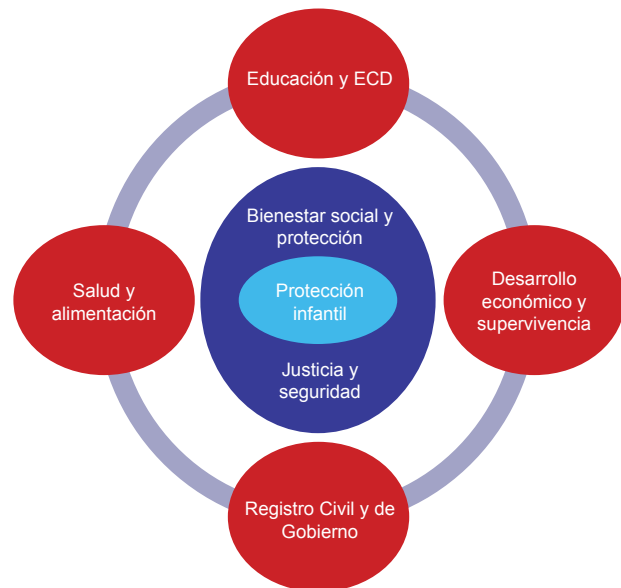 Educación y ECD
Bienestar social y
protección
Salud y
alimentación
Protección
infantil
Desarrollo
económico y
supervivencia
Justicia y
seguridad
Registro Civil y de
Gobierno